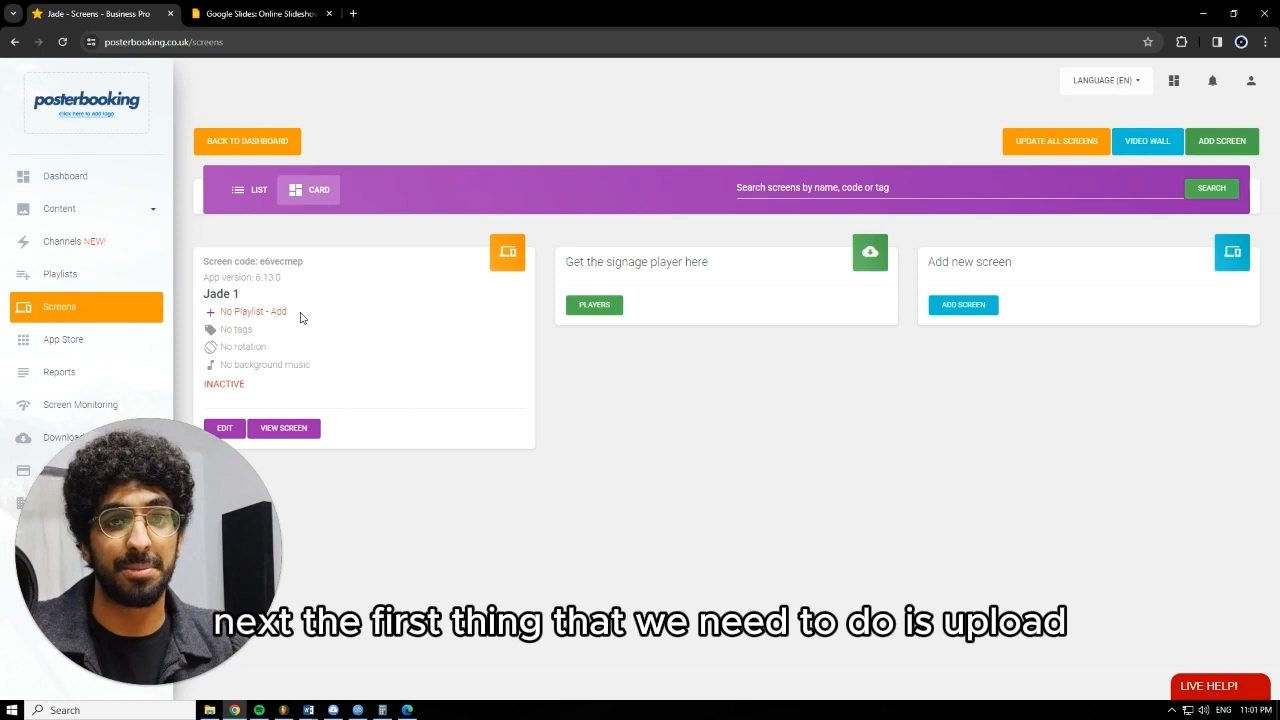 Jade - Screens - Business Pro
Google Slides: Online Slidesho
posterbooking.co.uk/screens
posterbooking
click here to add logo
LANGUAGE (EN)
BACK TO DASHBOARD
UPDATE ALL SCREENS
VIDEO WALL
ADD SCREEN
LIST
CARD
Search screens by name, code or tag
SEARCH
Dashboard
Content
Channels NEW!
Playlists
Screens
App Store
Reports
Screen Monitoring
Downloa
Screen code: e6vecmep
App version: 6.13.0
Jade 1
No Playlist - Add
No tags
No rotation
No background music
INACTIVE
EDIT
VIEW SCREEN
Get the signage player here
PLAYERS
Add new screen
ADD SCREEN
next the first thing that we need to do is upload
LIVE HELP!
Search
ENG
11:01 PM